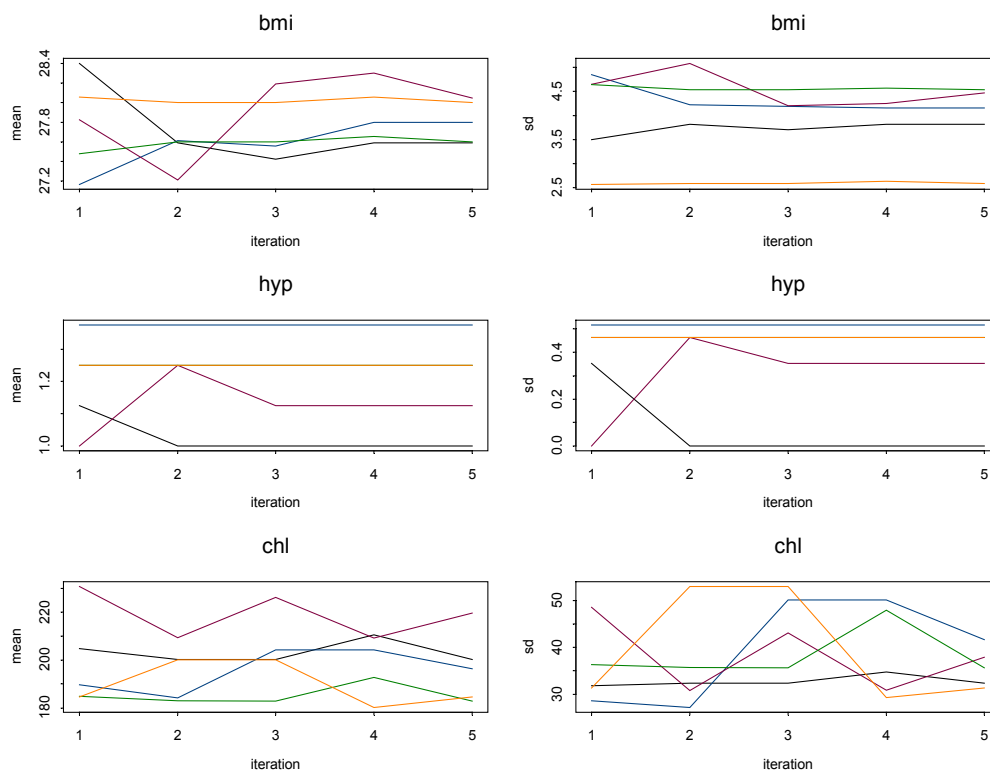 bmi
bmi
28.4
27.8
27.2
mean
1 2 3 4 5
iteration
4.5
3.5
2.5
sd
1 2 3 4 5
iteration
hyp
hyp
1.2
1.0
mean
1 2 3 4 5
iteration
0.4
0.2
0.0
sd
1 2 3 4 5
iteration
chl
chl
220
200
180
mean
1 2 3 4 5
iteration
50
40
30
sd
1 2 3 4 5
iteration